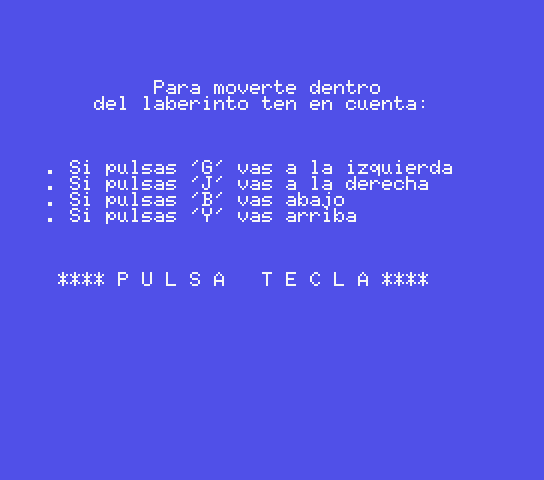 Para moverte dentro
del laberinto ten en cuenta:
. Si pulsas 'G' vas a la izquierda
. Si pulsas 'J' vas a la derecha
. Si pulsas 'B' vas abajo
. Si pulsas 'Y' vas arriba
**** P U L S A   T E C L A ****